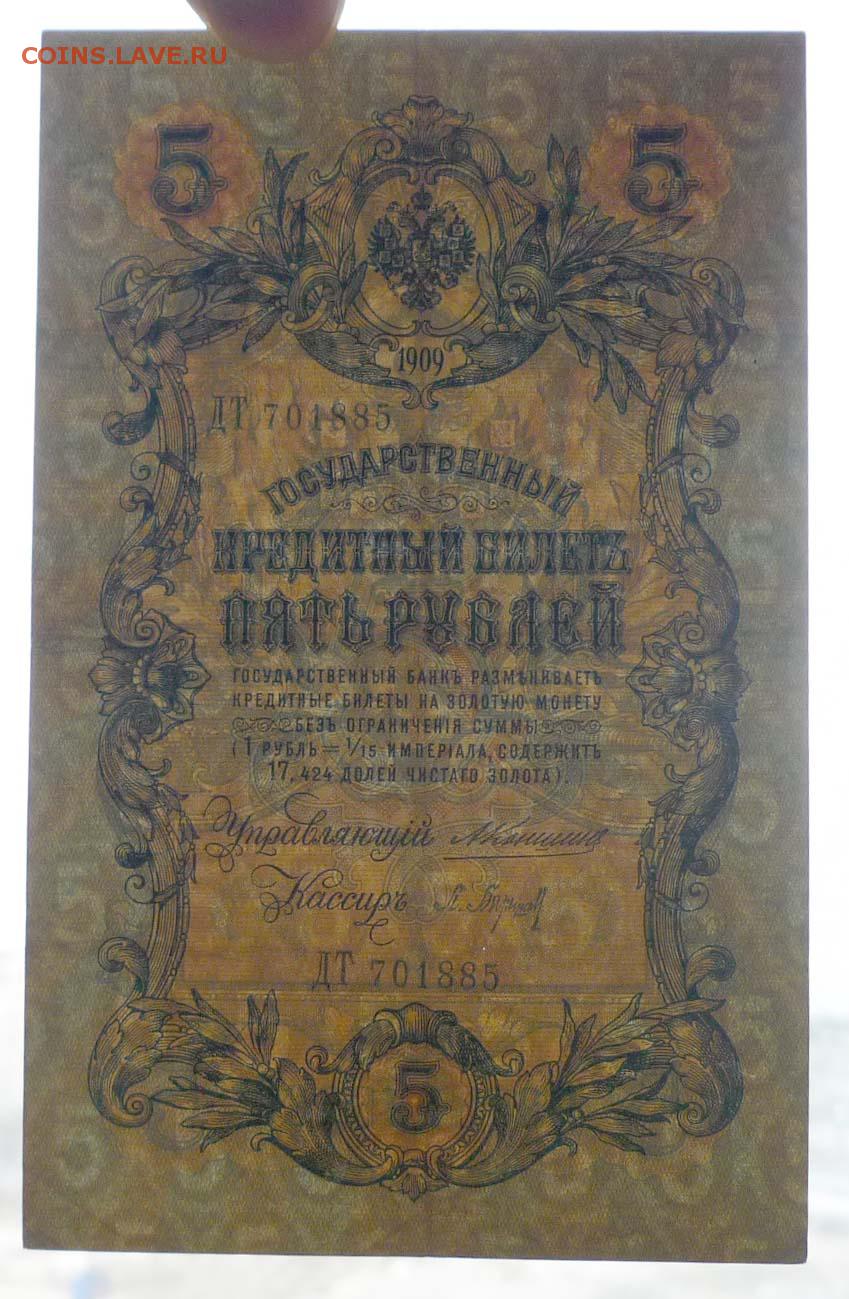 COINS.LAVE.RU
5 5
1909
ДТ 701885
ГОСУДАРСТВЕННЫЙ
КРЕДИТНЫЙ БИЛЕТЪ
ПЯТЬ РУБЛЕЙ
ГОСУДАРСТВЕННЫЙ БАНКЪ РАЗМѢНИВАЕТЪ
КРЕДИТНЫЕ БИЛЕТЫ НА ЗОЛОТУЮ МОНЕТУ
БЕЗЪ ОГРАНИЧЕНІЯ СУММЫ
(1 РУБЛЬ = 1/15 ИМПЕРІАЛА, СОДЕРЖИТЪ
17,424 ДОЛЕЙ ЧИСТАГО ЗОЛОТА).
Управляющій АКоншинъ
Кассиръ
ДТ 701885
5